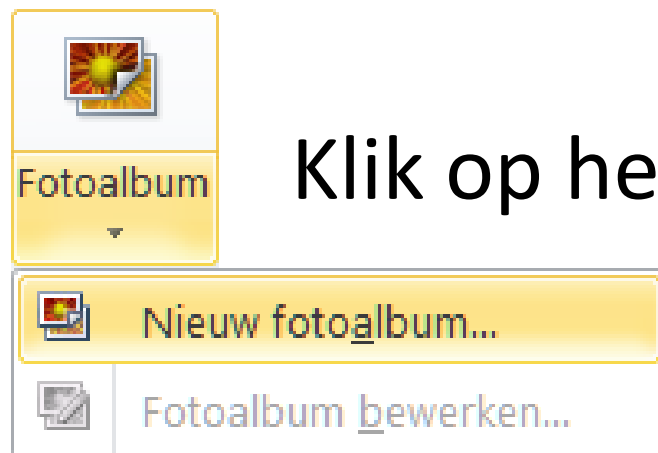 Fotoalbum
Klik op he
Nieuw fotoalbum...
Fotoalbum bewerken...